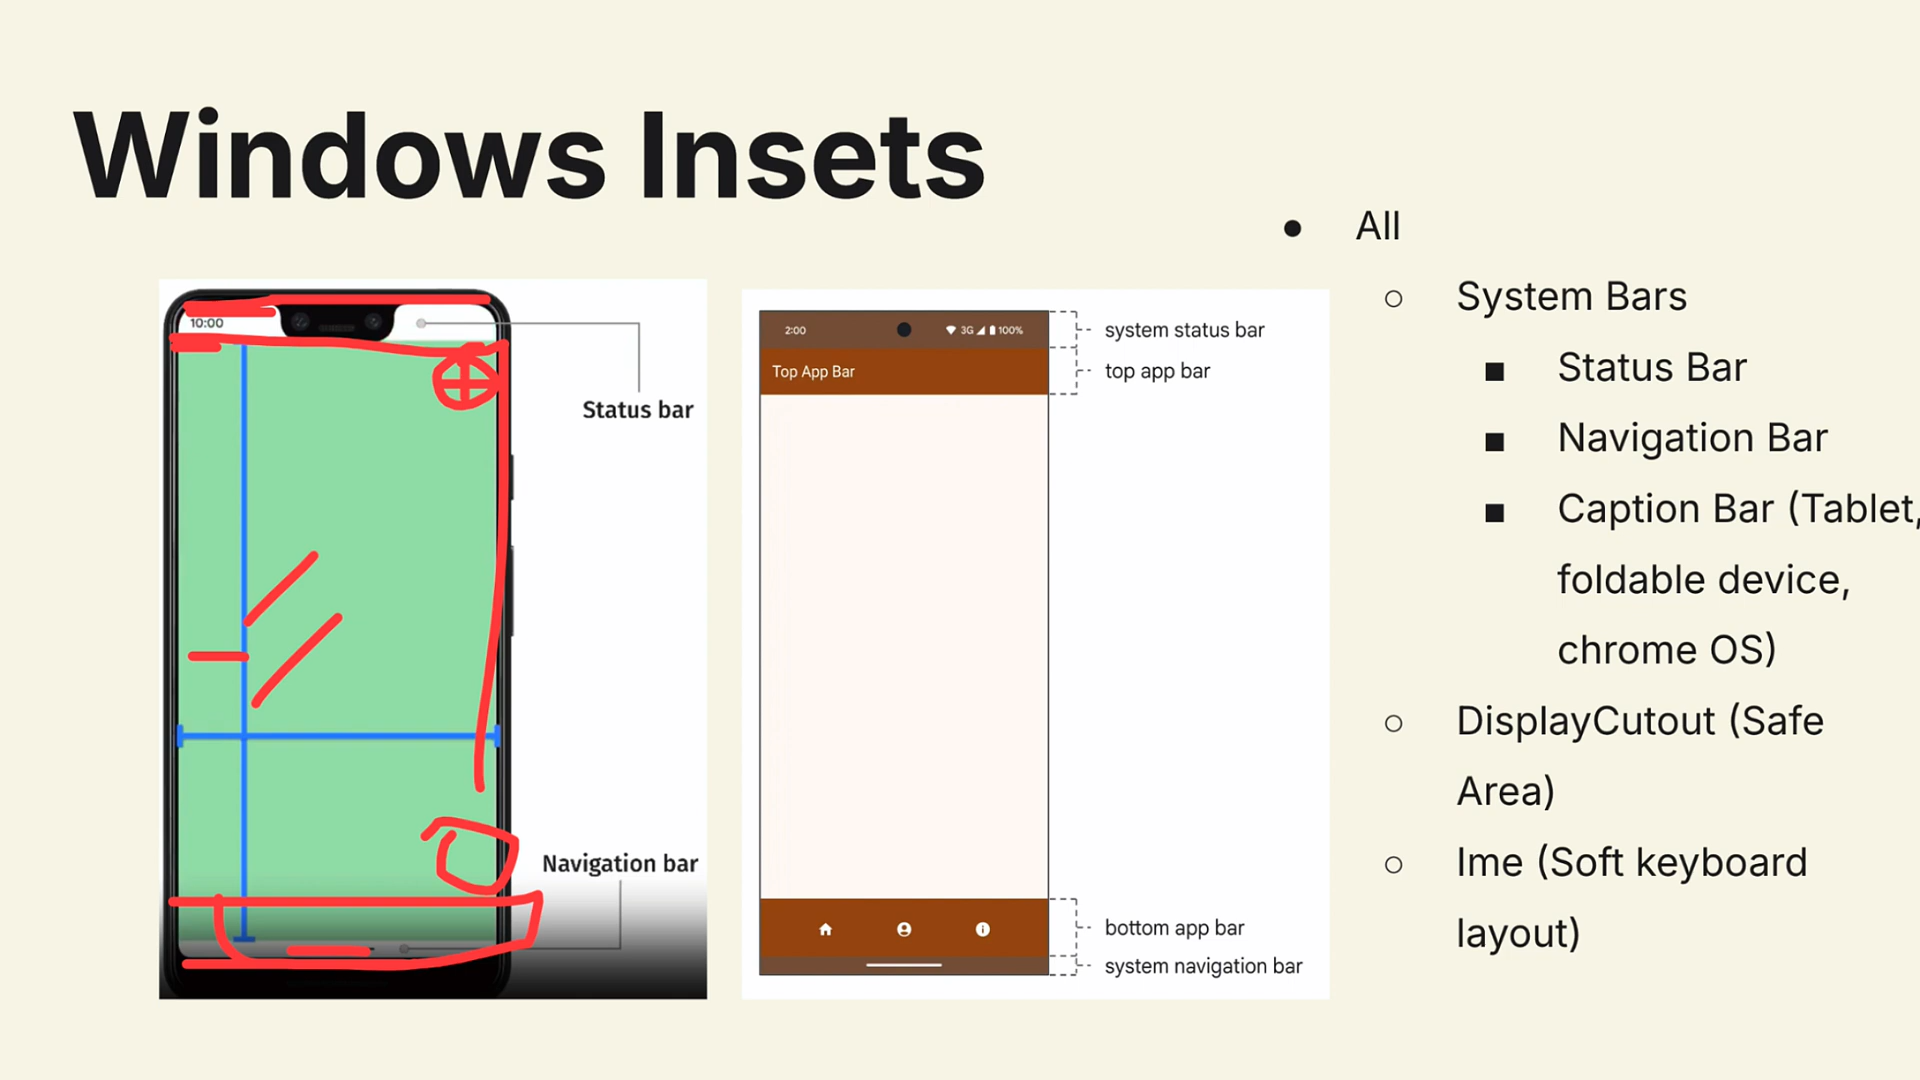 Windows Insets
10:00
Status bar
Navigation bar
2:00
3G
100%
Top App Bar
system status bar
top app bar
bottom app bar
system navigation bar
● All
○ System Bars
■ Status Bar
■ Navigation Bar
■ Caption Bar (Tablet,
foldable device,
chrome OS)
○ DisplayCutout (Safe
Area)
○ Ime (Soft keyboard
layout)